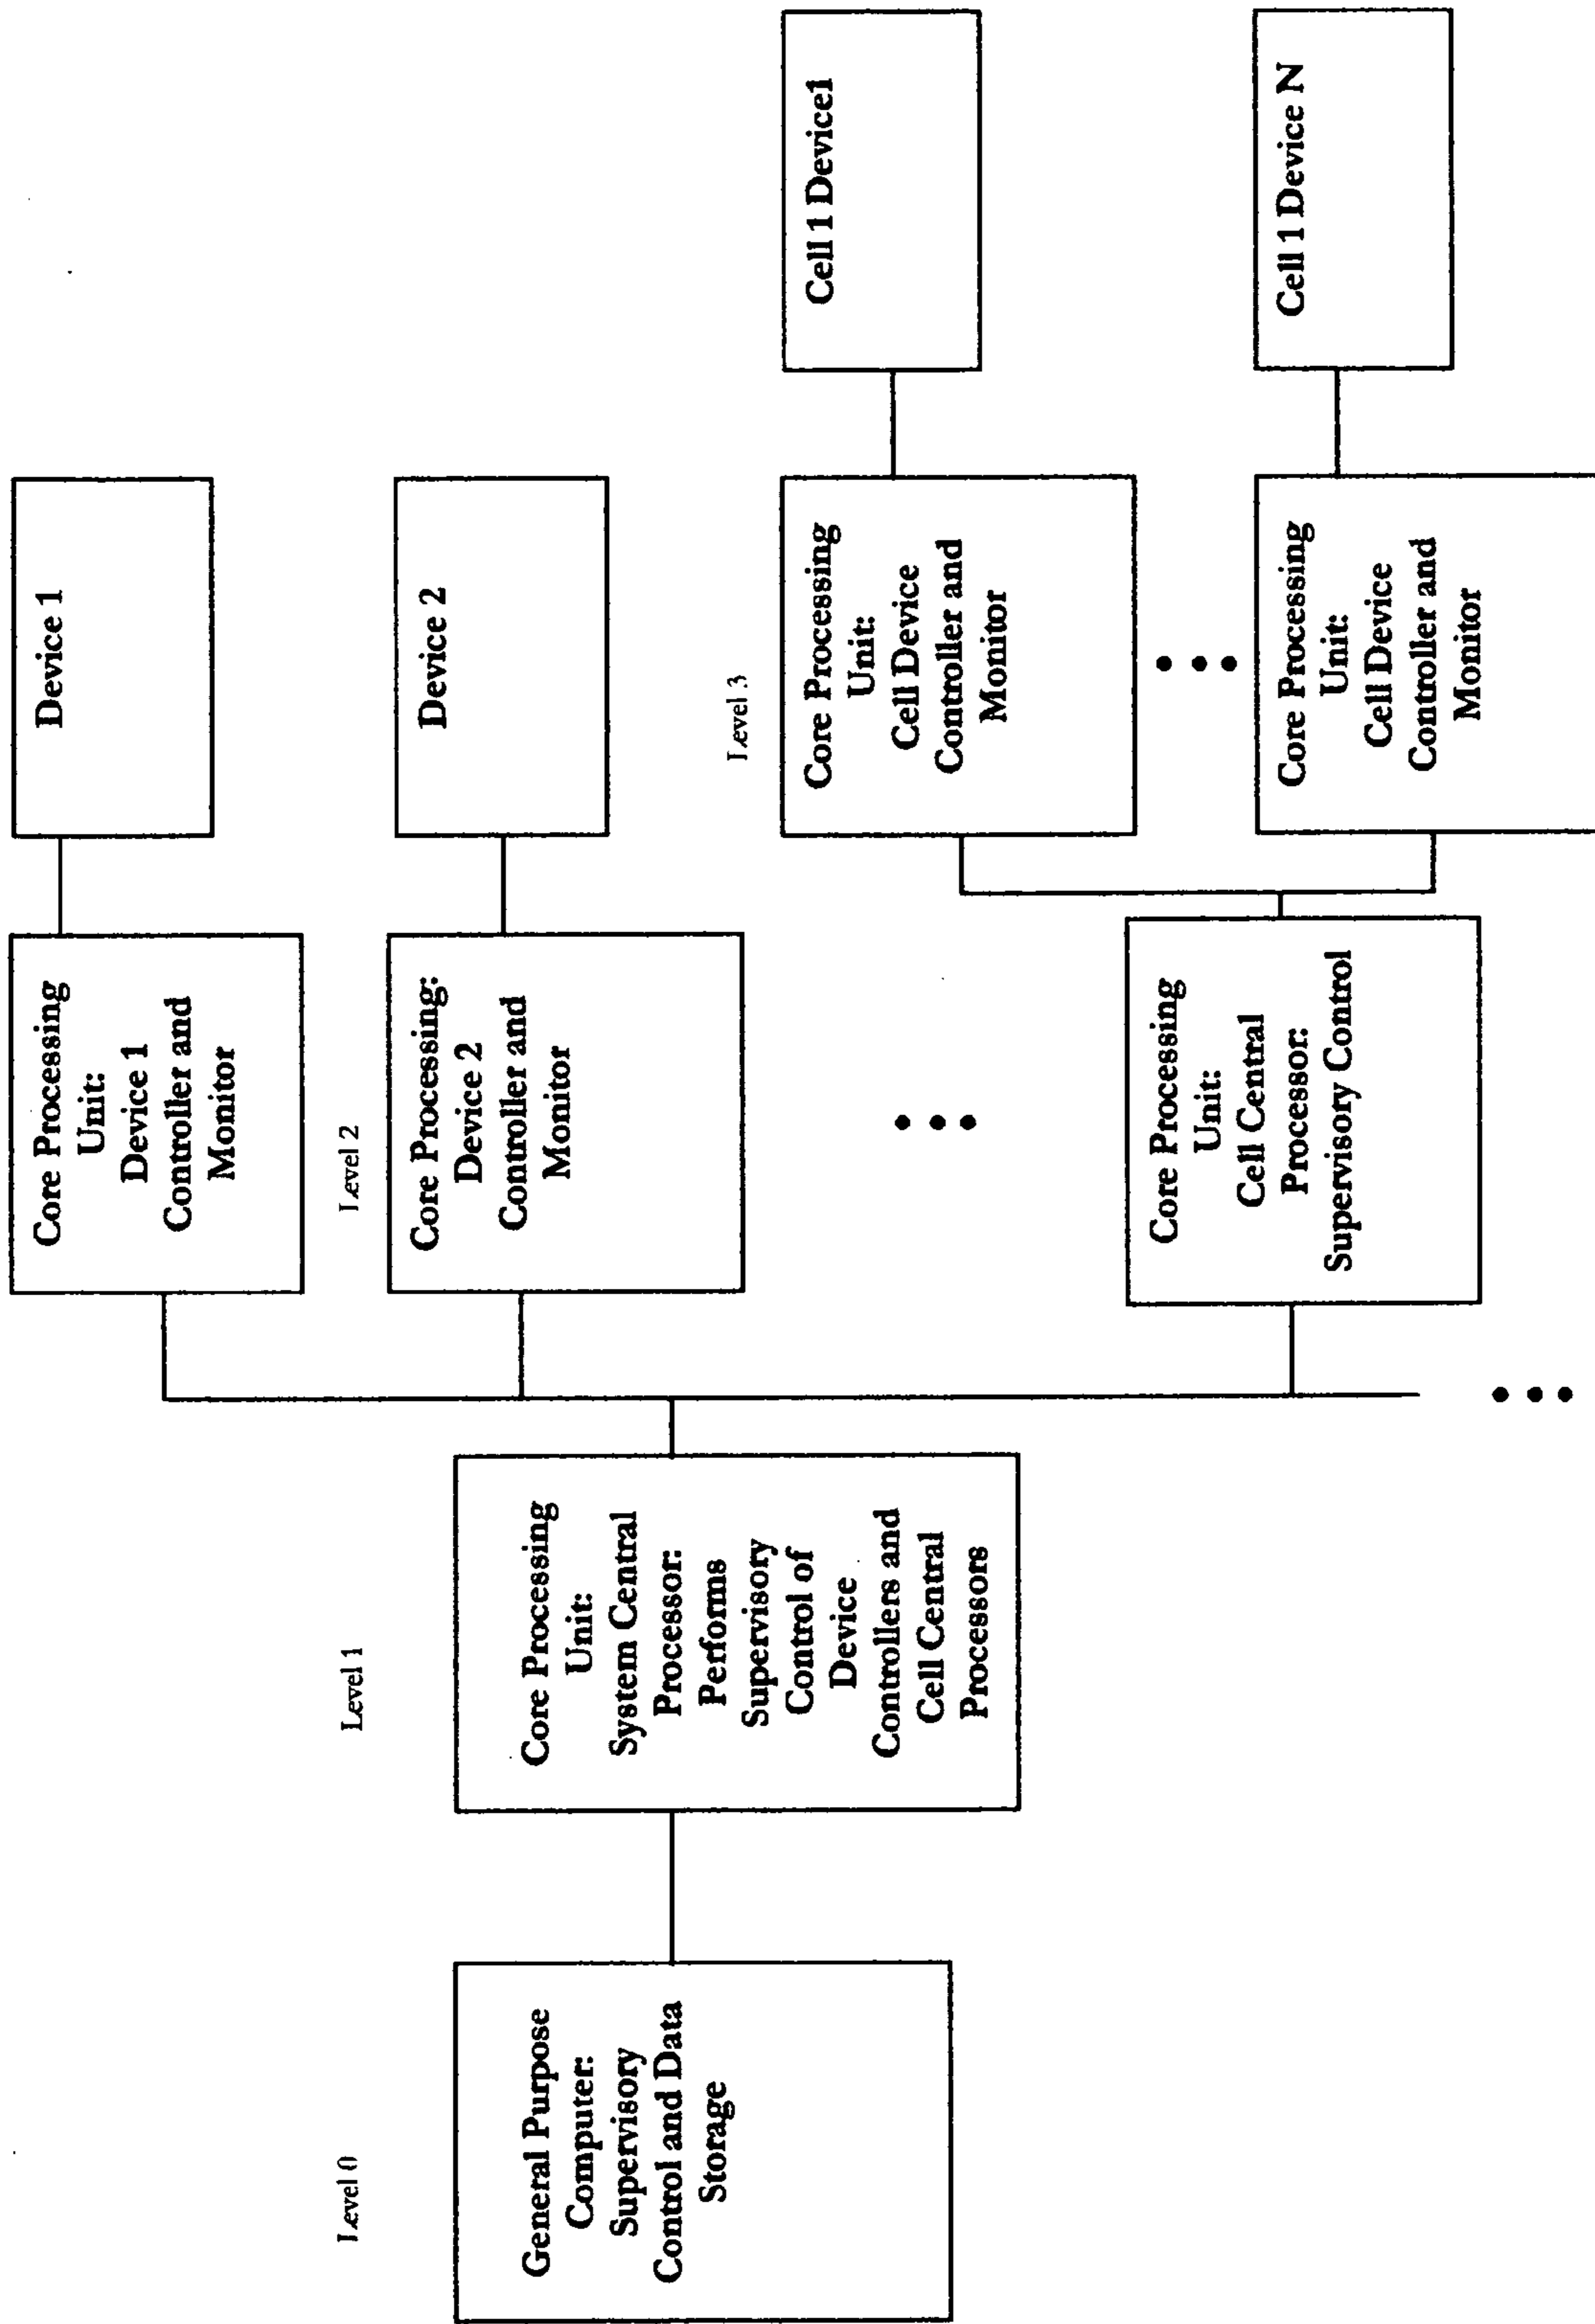 Level 0
General Purpose
Computer:
Supervisory
Control and Data
Storage
Level 1
Core Processing
Unit:
System Central
Processor:
Performs
Supervisory
Control of
Device
Controllers and
Cell Central
Processors
Core Processing
Unit:
Device 1
Controller and
Monitor
Device 1
Level 2
Core Processing:
Device 2
Controller and
Monitor
Device 2
Core Processing
Unit:
Cell Central
Processor:
Supervisory Control
Level 3
Core Processing
Unit:
Cell Device
Controller and
Monitor
Cell 1 Device1
Core Processing
Unit:
Cell Device
Controller and
Monitor
Cell 1 Device N